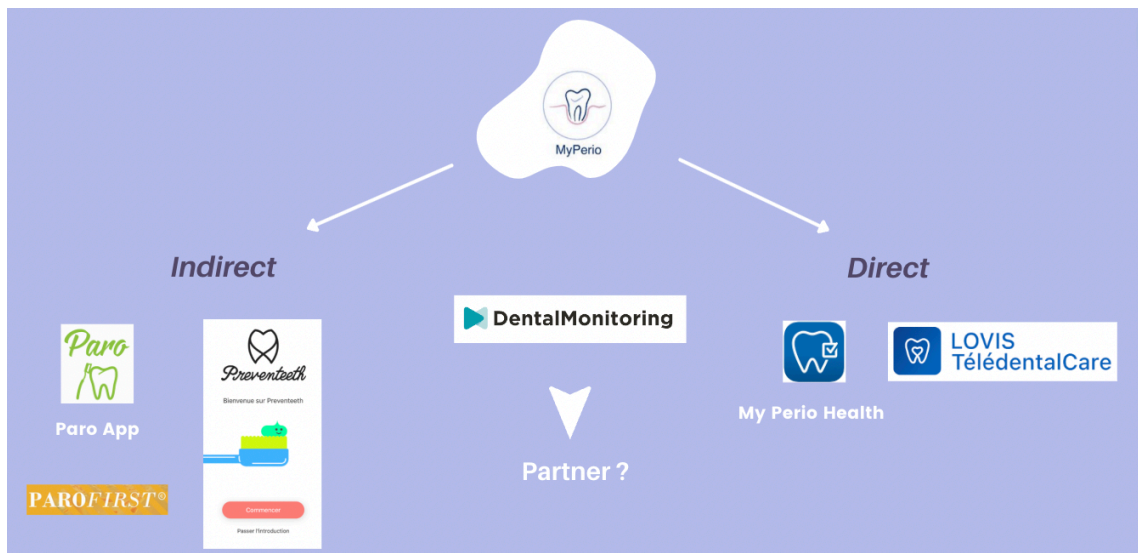 MyPerio
Indirect
Direct
Paro
Paro App
PAROFIRST®
Preventeeth
Bienvenue sur Preventeeth
Commencer
Passer l'introduction
DentalMonitoring
Partner ?
My Perio Health
LOVIS
TélédentalCare